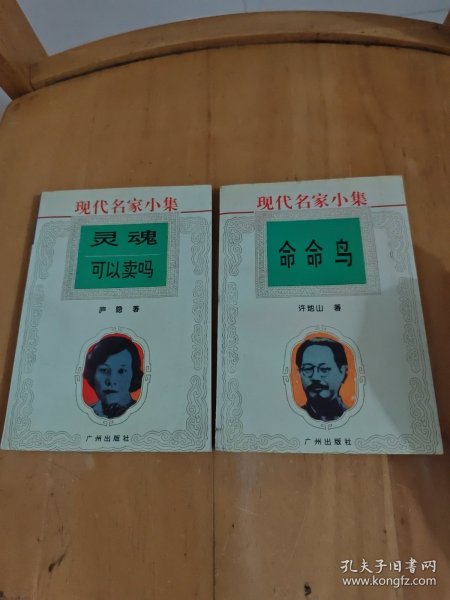 现代名家小集
灵魂
可以卖吗
庐隐 著
广州出版社
现代名家小集
命命鸟
许地山 著
广州出版社
孔夫子旧书网
www.kongfz.com